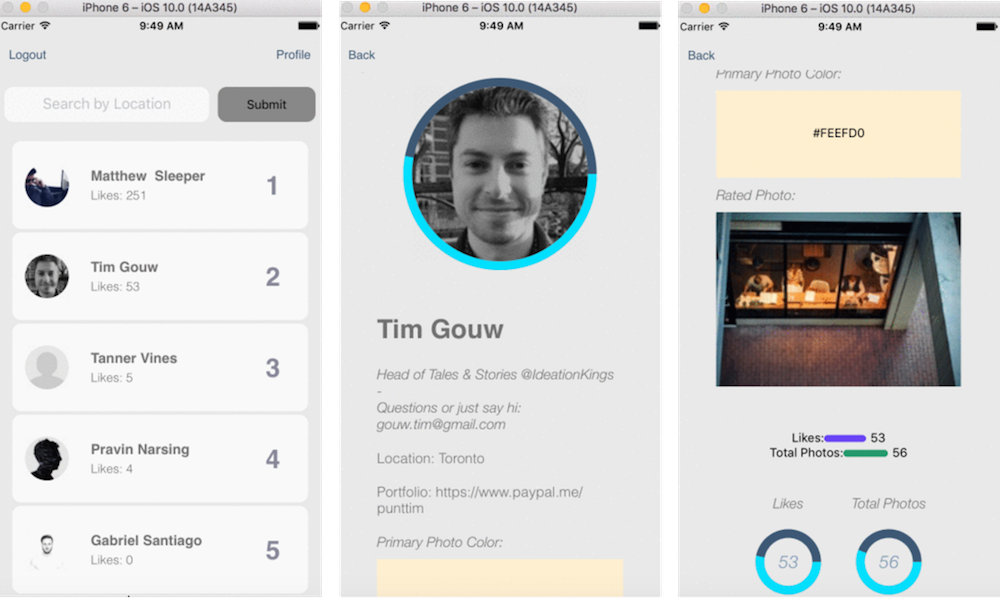 iPhone 6 – iOS 10.0 (14A345)
Carrier 9:49 AM
Logout Profile
Search by Location Submit
Matthew Sleeper
Likes: 251
1
Tim Gouw
Likes: 53
2
Tanner Vines
Likes: 5
3
Pravin Narsing
Likes: 4
4
Gabriel Santiago
Likes: 0
5
iPhone 6 – iOS 10.0 (14A345)
Carrier 9:49 AM
Back
Tim Gouw
Head of Tales & Stories @IdeationKings
-
Questions or just say hi:
gouw.tim@gmail.com
Location: Toronto
Portfolio: https://www.paypal.me/
punttim
Primary Photo Color:
iPhone 6 – iOS 10.0 (14A345)
Carrier 9:49 AM
Back
Primary Photo Color:
#FEEFD0
Rated Photo:
Likes: 53
Total Photos: 56
Likes Total Photos
53 56